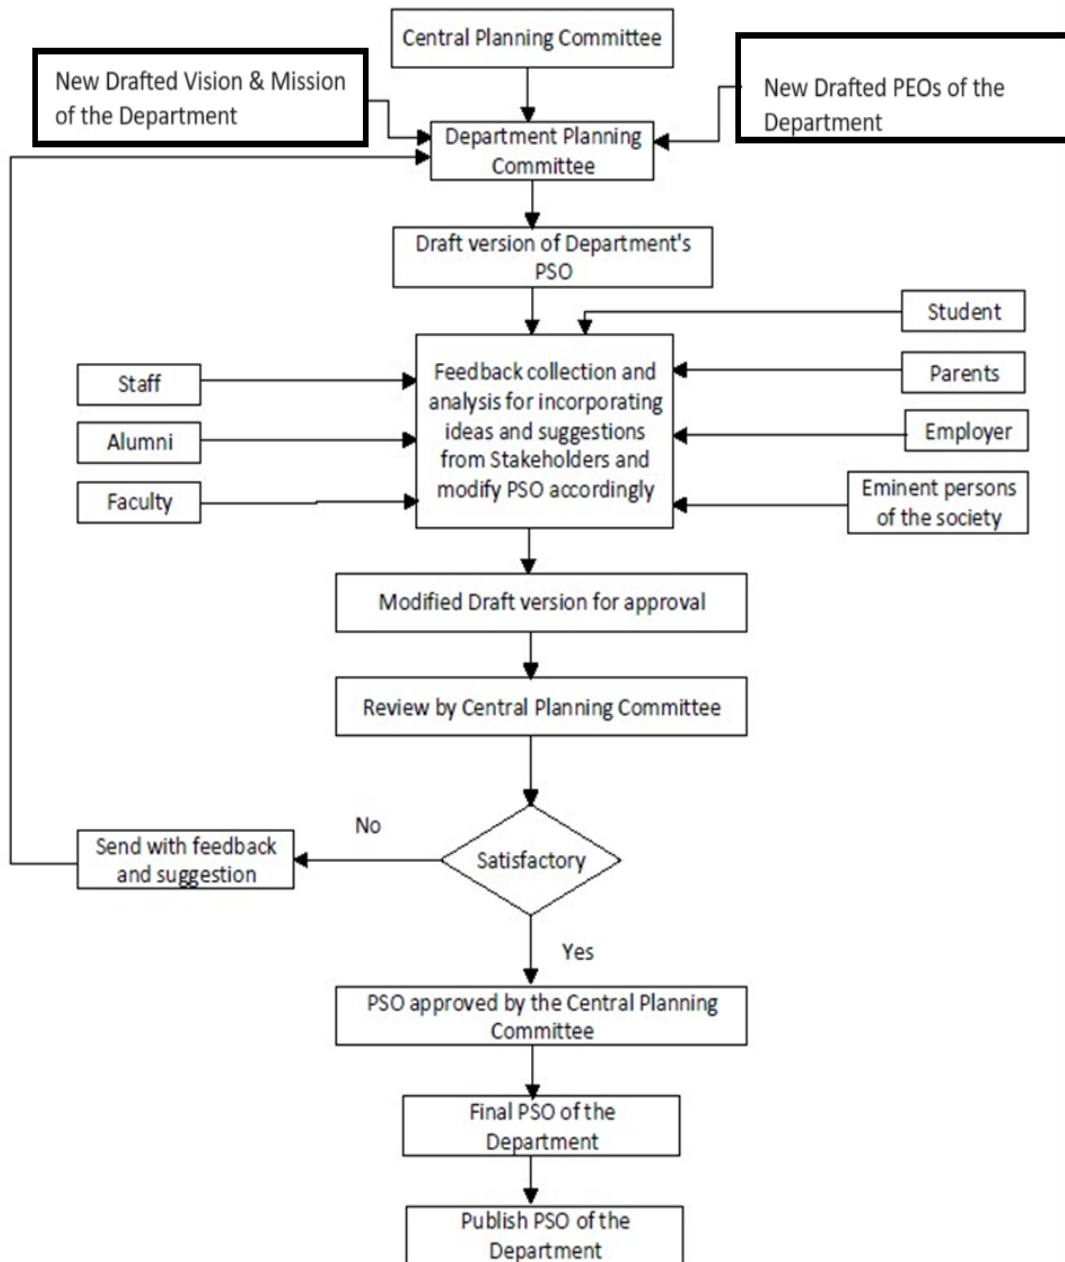 Central Planning Committee
New Drafted Vision & Mission
of the Department
New Drafted PEOs of the
Department
Department Planning
Committee
Draft version of Department's
PSO
Student
Staff
Parents
Feedback collection and
analysis for incorporating
ideas and suggestions
from Stakeholders and
modify PSO accordingly
Alumni
Employer
Faculty
Eminent persons
of the society
Modified Draft version for approval
Review by Central Planning Committee
Satisfactory
No
Send with feedback
and suggestion
Yes
PSO approved by the Central Planning
Committee
Final PSO of the
Department
Publish PSO of the
Department